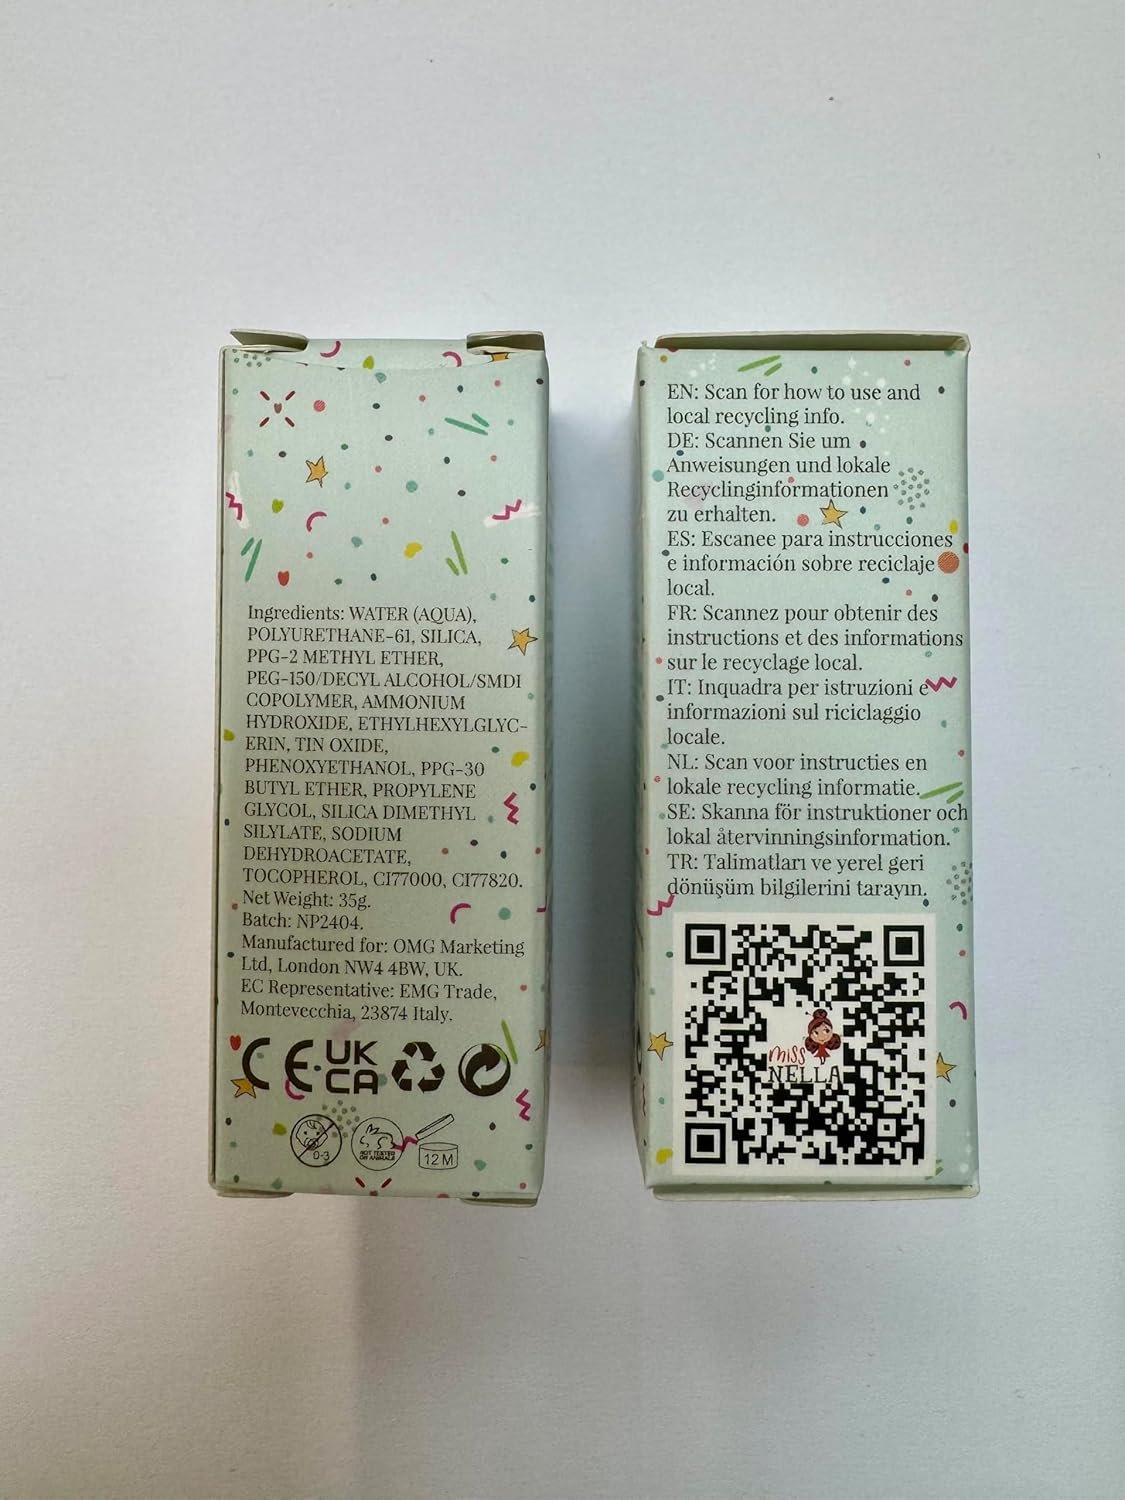 Ingredients: WATER (AQUA),
POLYURETHANE-61, SILICA,
PPG-2 METHYL ETHER,
PEG-150/DECYL ALCOHOL/SMDI
COPOLYMER, AMMONIUM
HYDROXIDE, ETHYLHEXYLGLYC-
ERIN, TIN OXIDE,
PHENOXYETHANOL, PPG-30
BUTYL ETHER, PROPYLENE
GLYCOL, SILICA DIMETHYL
SILYLATE, SODIUM
DEHYDROACETATE,
TOCOPHEROL, CI77000, CI77820.
Net Weight: 35g.
Batch: NP2404.
Manufactured for: OMG Marketing
Ltd, London NW4 4BW, UK.
EC Representative: EMG Trade,
Montevecchia, 23874 Italy.
CE
UK
CA
0-3
NOT TESTED
ON ANIMALS
12 M
EN: Scan for how to use and
local recycling info.
DE: Scannen Sie um
Anweisungen und lokale
Recyclinginformationen
zu erhalten.
ES: Escanee para instrucciones
e información sobre reciclaje
local.
FR: Scannez pour obtenir des
instructions et des informations
sur le recyclage local.
IT: Inquadra per istruzioni e
informazioni sul riciclaggio
locale.
NL: Scan voor instructies en
lokale recycling informatie.
SE: Skanna för instruktioner och
lokal återvinningsinformation.
TR: Talimatları ve yerel geri
dönüşüm bilgilerini tarayın.
miss
NELLA